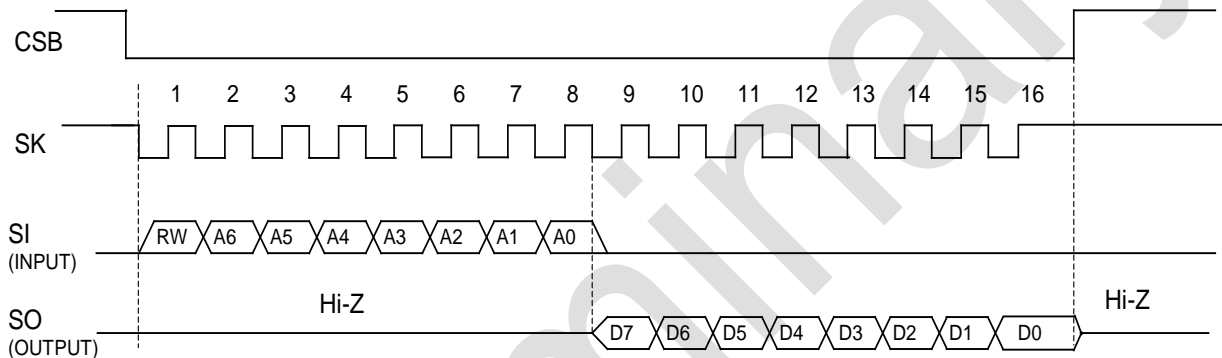 CSB
1 2 3 4 5 6 7 8 9 10 11 12 13 14 15 16
SK
SI
(INPUT)
RW A6 A5 A4 A3 A2 A1 A0
Hi-Z
Hi-Z
SO
(OUTPUT)
D7 D6 D5 D4 D3 D2 D1 D0